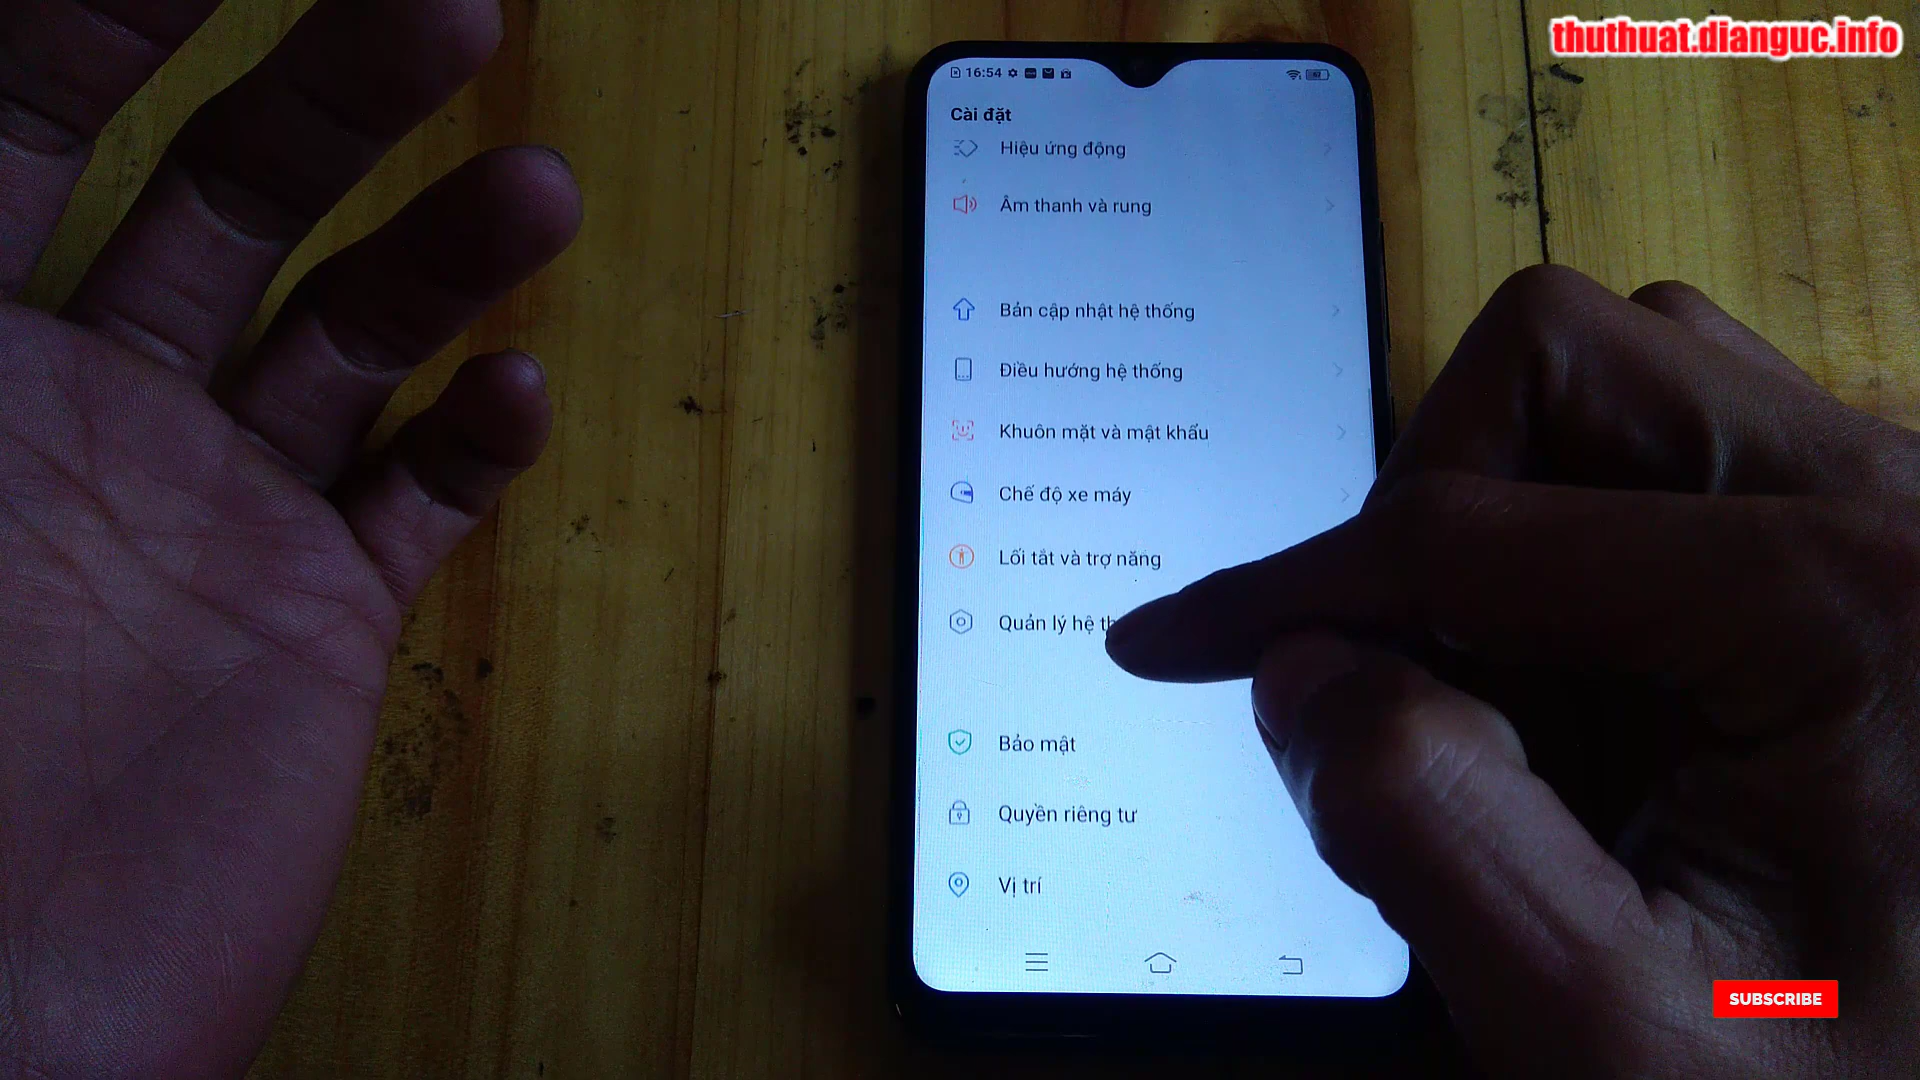 thuthuat.dianguc.info
16:54
Cài đặt
Hiệu ứng động
Âm thanh và rung
Bản cập nhật hệ thống
Điều hướng hệ thống
Khuôn mặt và mật khẩu
Chế độ xe máy
Lối tắt và trợ năng
Quản lý hệ
Bảo mật
Quyền riêng tư
Vị trí
SUBSCRIBE